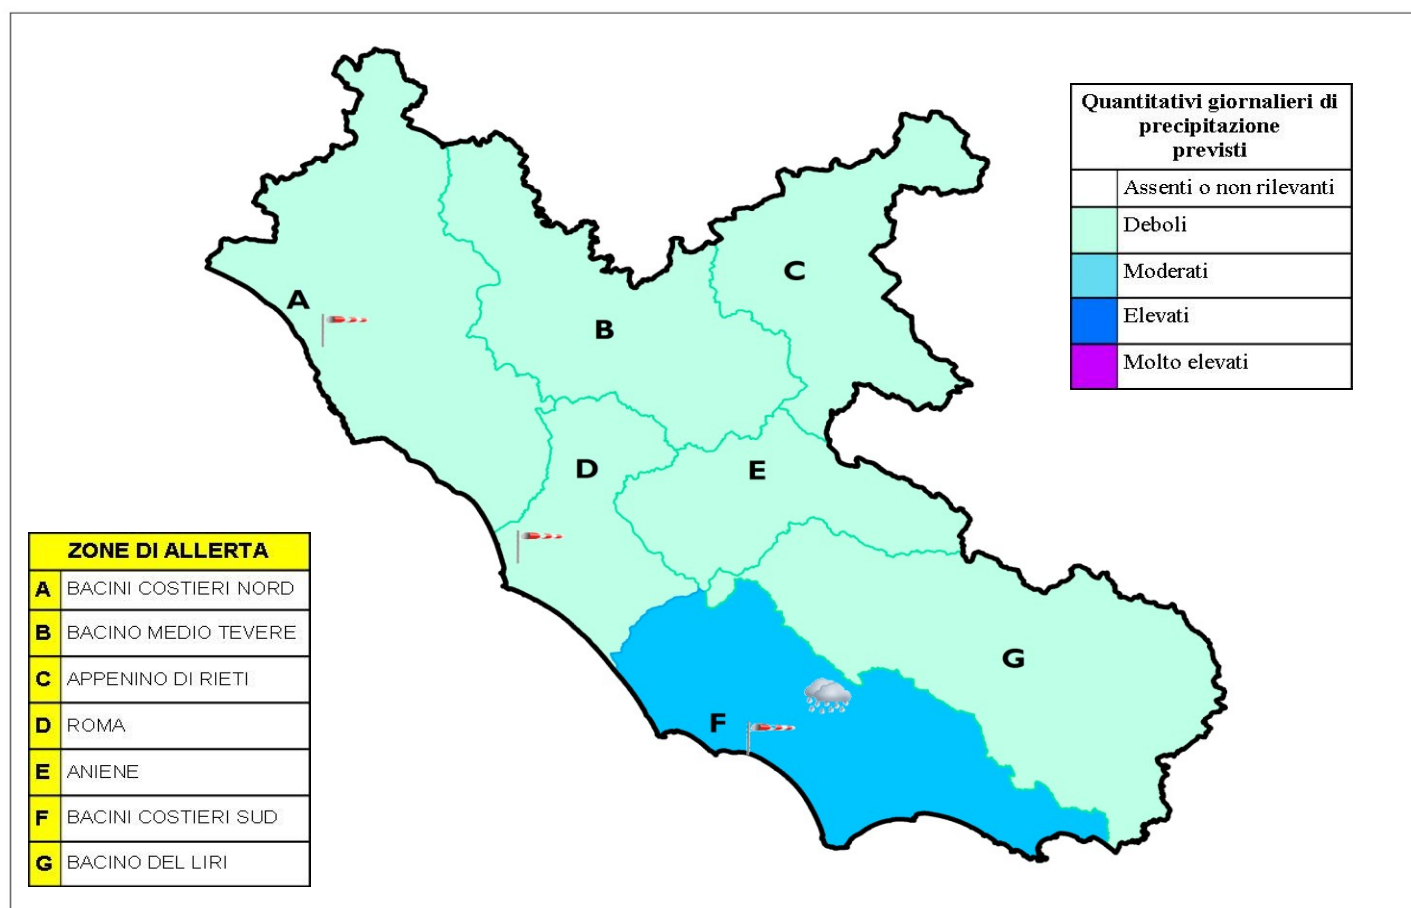 Quantitativi giornalieri di
precipitazione
previsti
Assenti o non rilevanti
Deboli
Moderati
Elevati
Molto elevati
A
B
C
D
E
F
G
ZONE DI ALLERTA
A BACINI COSTIERI NORD
B BACINO MEDIO TEVERE
C APPENINO DI RIETI
D ROMA
E ANIENE
F BACINI COSTIERI SUD
G BACINO DEL LIRI